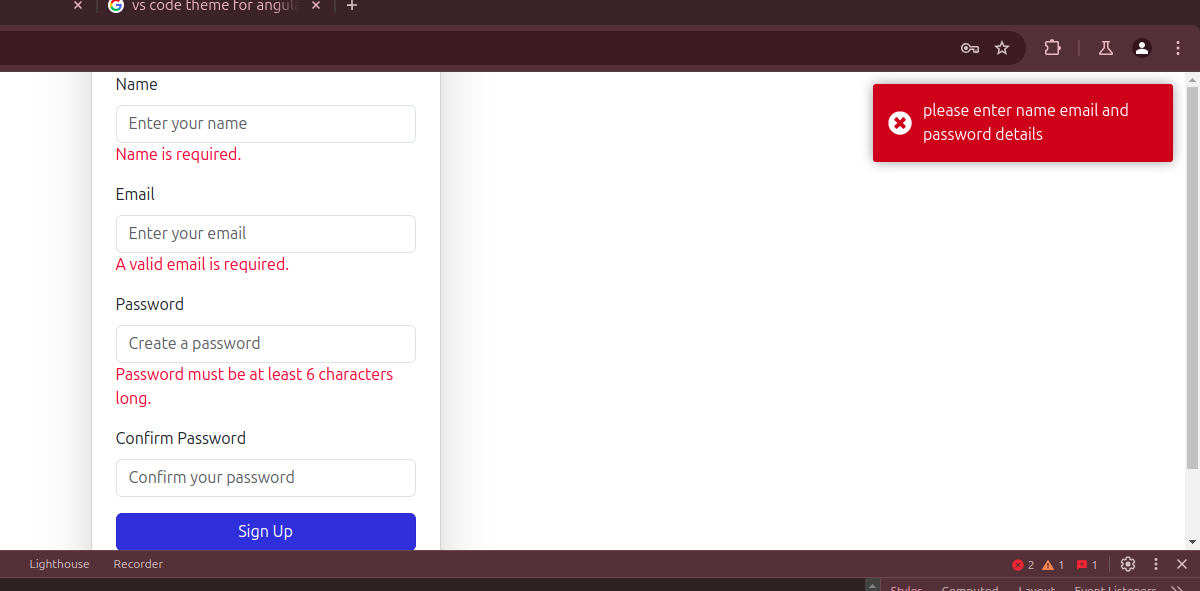 vs code theme for angula
Name
Enter your name
Name is required.
Email
Enter your email
A valid email is required.
Password
Create a password
Password must be at least 6 characters
long.
Confirm Password
Confirm your password
Sign Up
please enter name email and
password details
Lighthouse Recorder 2 1 1
Styles Computed Layout Event Listeners